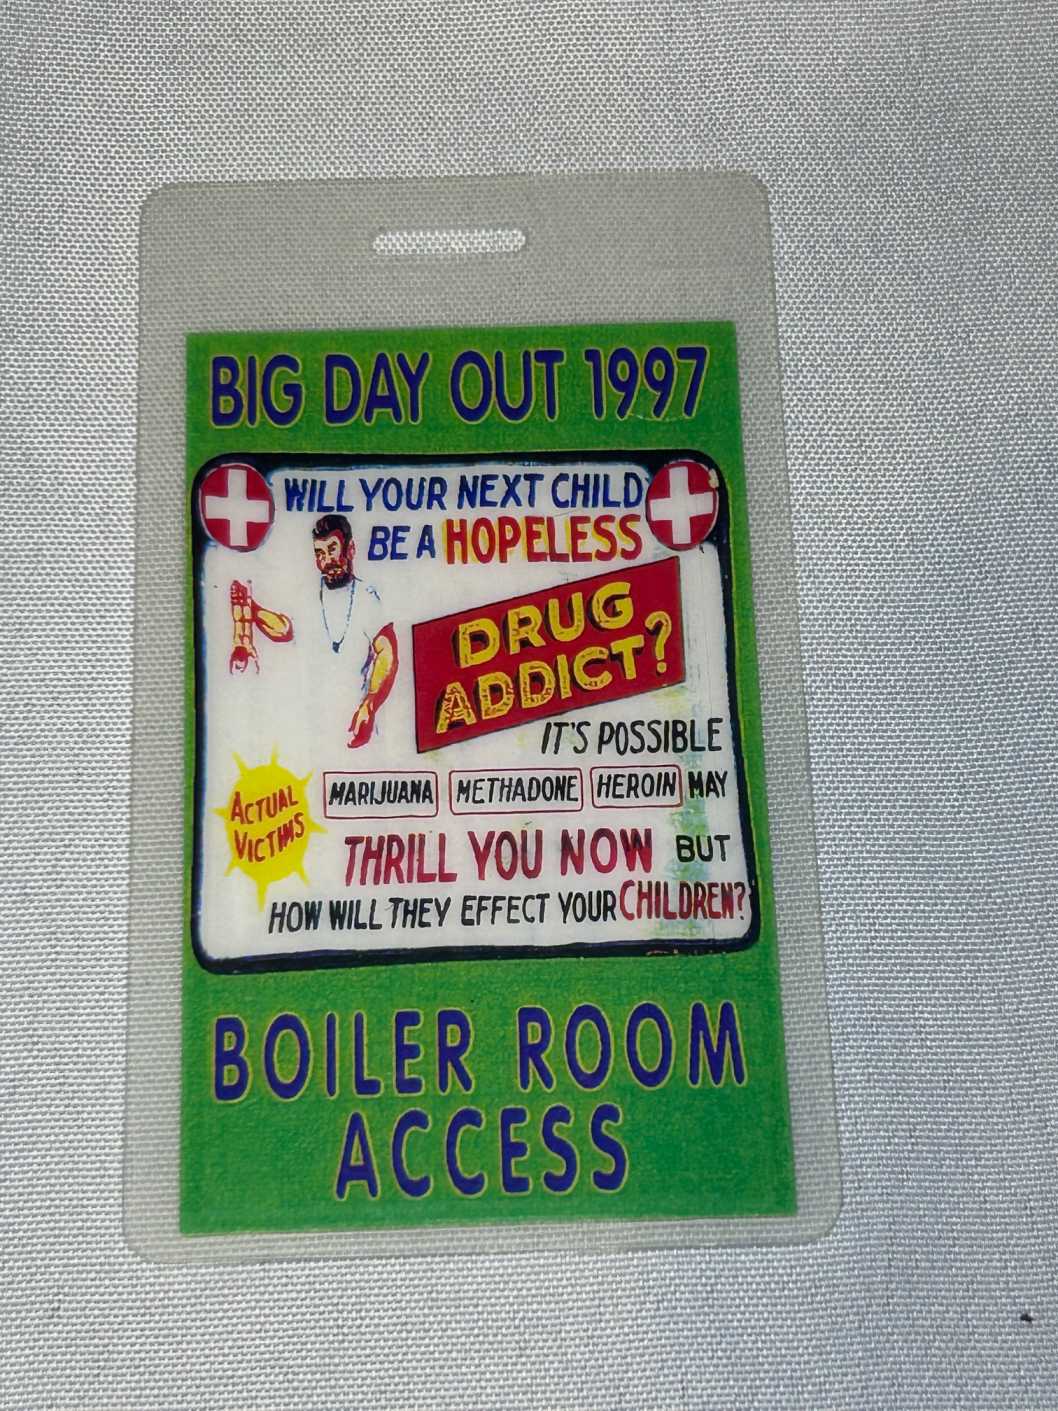 BIG DAY OUT 1997
WILL YOUR NEXT CHILD
BE A HOPELESS
DRUG
ADDICT?
IT'S POSSIBLE
MARIJUANA METHADONE HEROIN MAY
ACTUAL
VICTIMS
THRILL YOU NOW BUT
HOW WILL THEY EFFECT YOUR CHILDREN?
BOILER ROOM
ACCESS